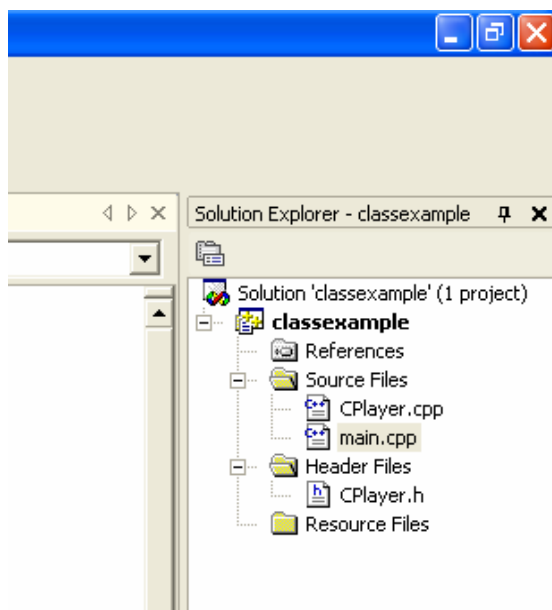 Solution Explorer - classexample
Solution 'classexample' (1 project)
classexample
References
Source Files
CPlayer.cpp
main.cpp
Header Files
CPlayer.h
Resource Files